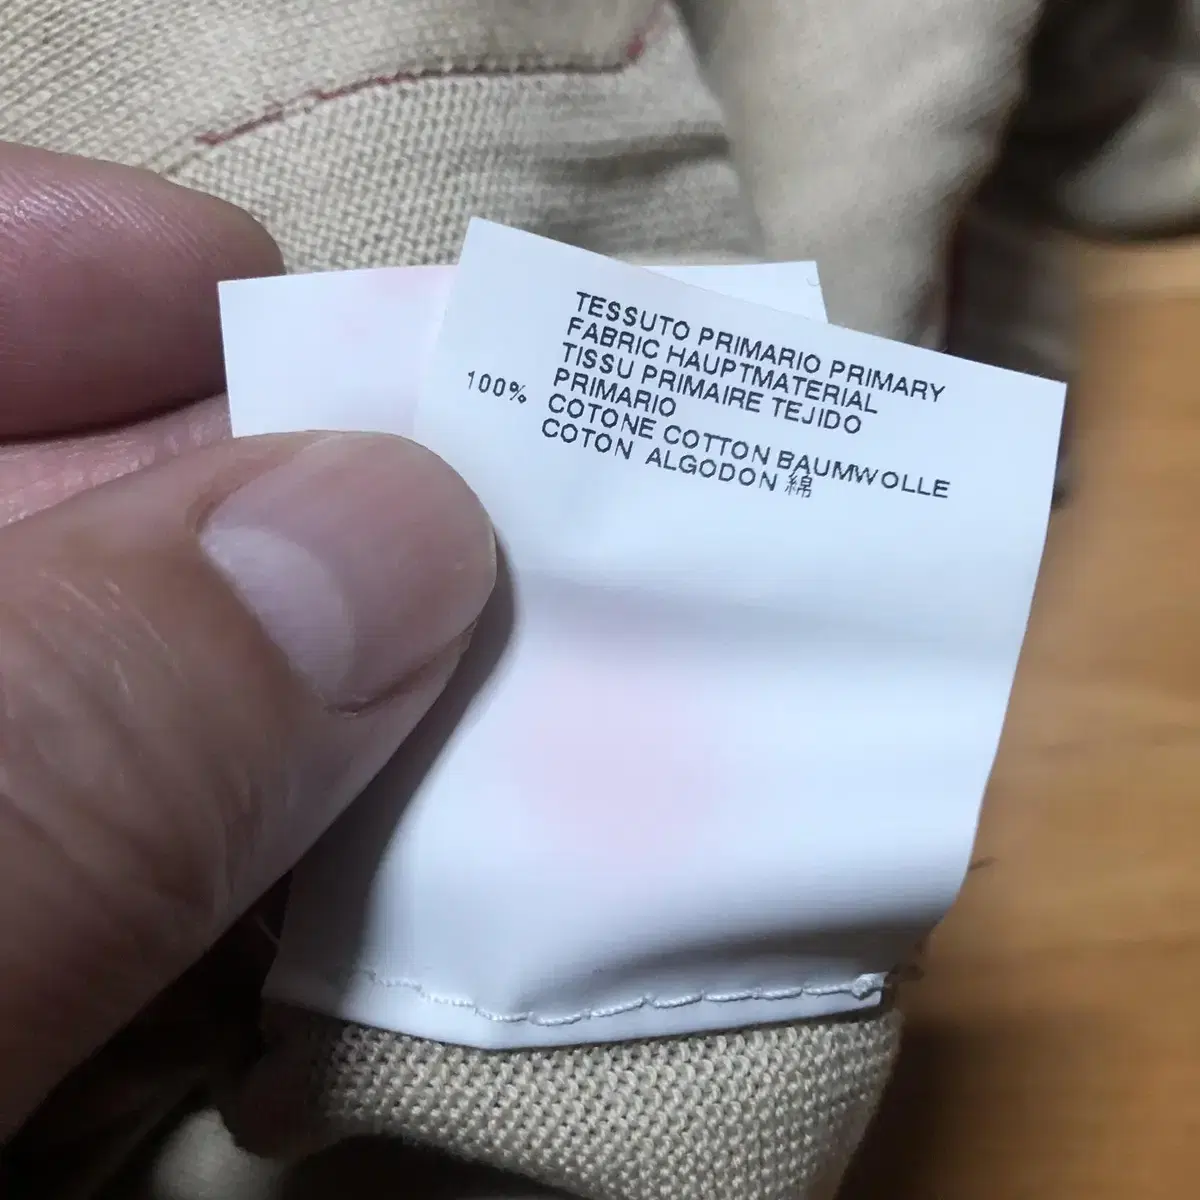 TESSUTO PRIMARIO PRIMARY
FABRIC HAUPTMATERIAL
TISSU PRIMAIRE TEJIDO
PRIMARIO
100% COTONE COTTON BAUMWOLLE
COTON ALGODON 綿